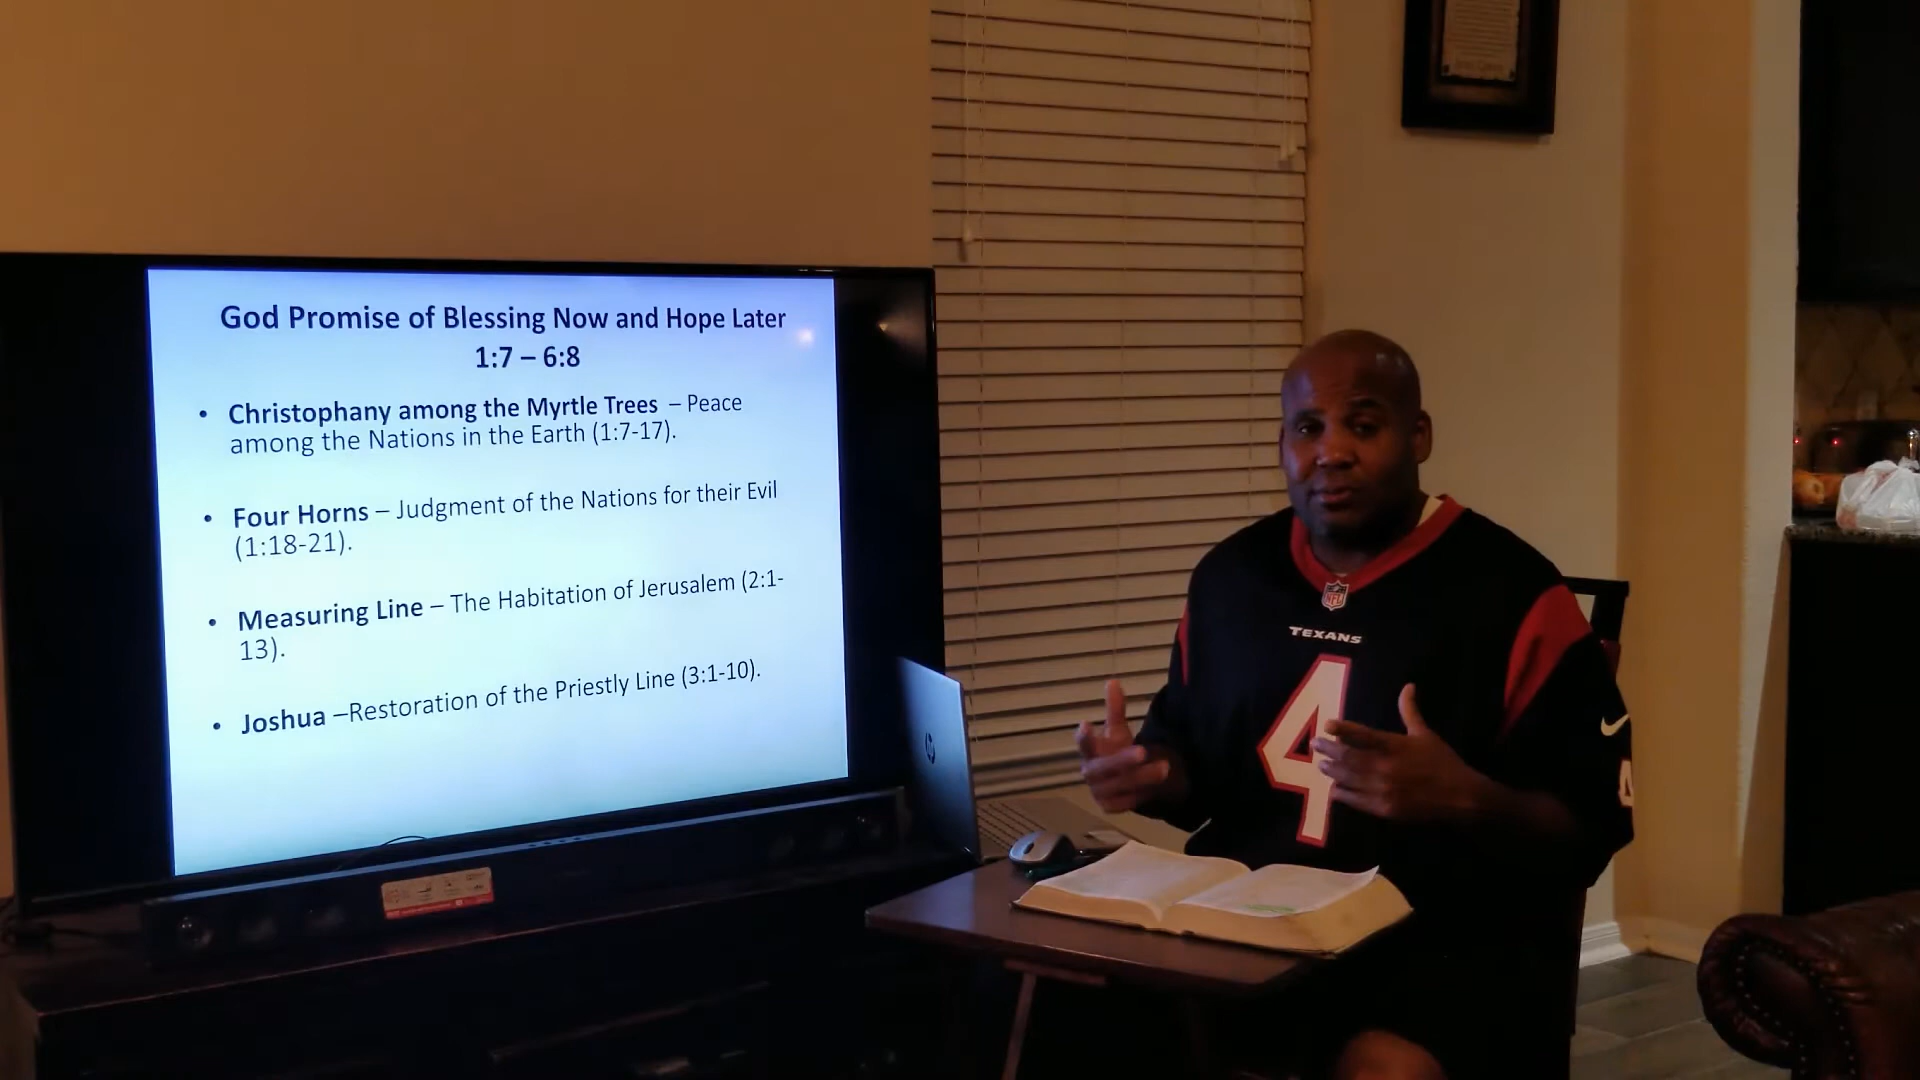 God Promise of Blessing Now and Hope Later
1:7 – 6:8
• Christophany among the Myrtle Trees – Peace
among the Nations in the Earth (1:7-17).
• Four Horns – Judgment of the Nations for their Evil
(1:18-21).
• Measuring Line – The Habitation of Jerusalem (2:1-
13).
• Joshua –Restoration of the Priestly Line (3:1-10).
hp
NFL
TEXANS
4
4